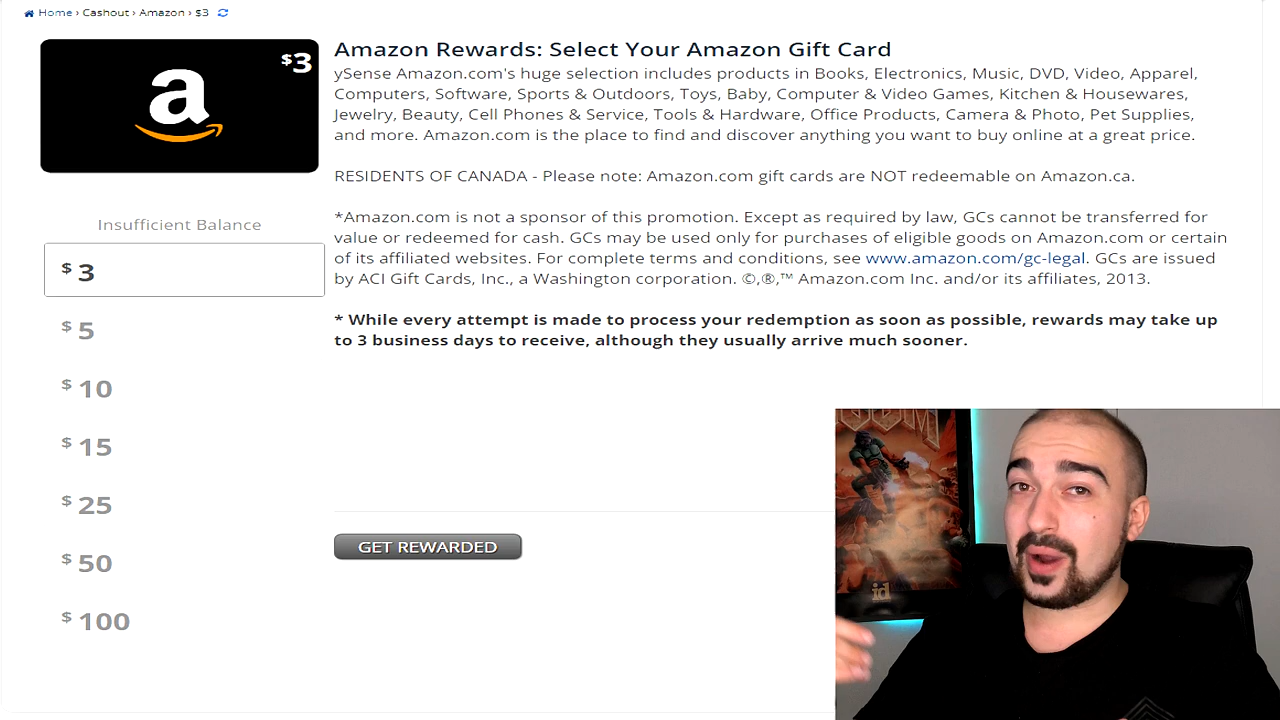 Home › Cashout › Amazon › $3
$3
a
Amazon Rewards: Select Your Amazon Gift Card
ySense Amazon.com's huge selection includes products in Books, Electronics, Music, DVD, Video, Apparel,
Computers, Software, Sports & Outdoors, Toys, Baby, Computer & Video Games, Kitchen & Housewares,
Jewelry, Beauty, Cell Phones & Service, Tools & Hardware, Office Products, Camera & Photo, Pet Supplies,
and more. Amazon.com is the place to find and discover anything you want to buy online at a great price.
RESIDENTS OF CANADA - Please note: Amazon.com gift cards are NOT redeemable on Amazon.ca.
*Amazon.com is not a sponsor of this promotion. Except as required by law, GCs cannot be transferred for
value or redeemed for cash. GCs may be used only for purchases of eligible goods on Amazon.com or certain
of its affiliated websites. For complete terms and conditions, see www.amazon.com/gc-legal. GCs are issued
by ACI Gift Cards, Inc., a Washington corporation. ©,®,™ Amazon.com Inc. and/or its affiliates, 2013.
* While every attempt is made to process your redemption as soon as possible, rewards may take up
to 3 business days to receive, although they usually arrive much sooner.
Insufficient Balance
$ 3
$ 5
$ 10
$ 15
$ 25
$ 50
$ 100
GET REWARDED
id